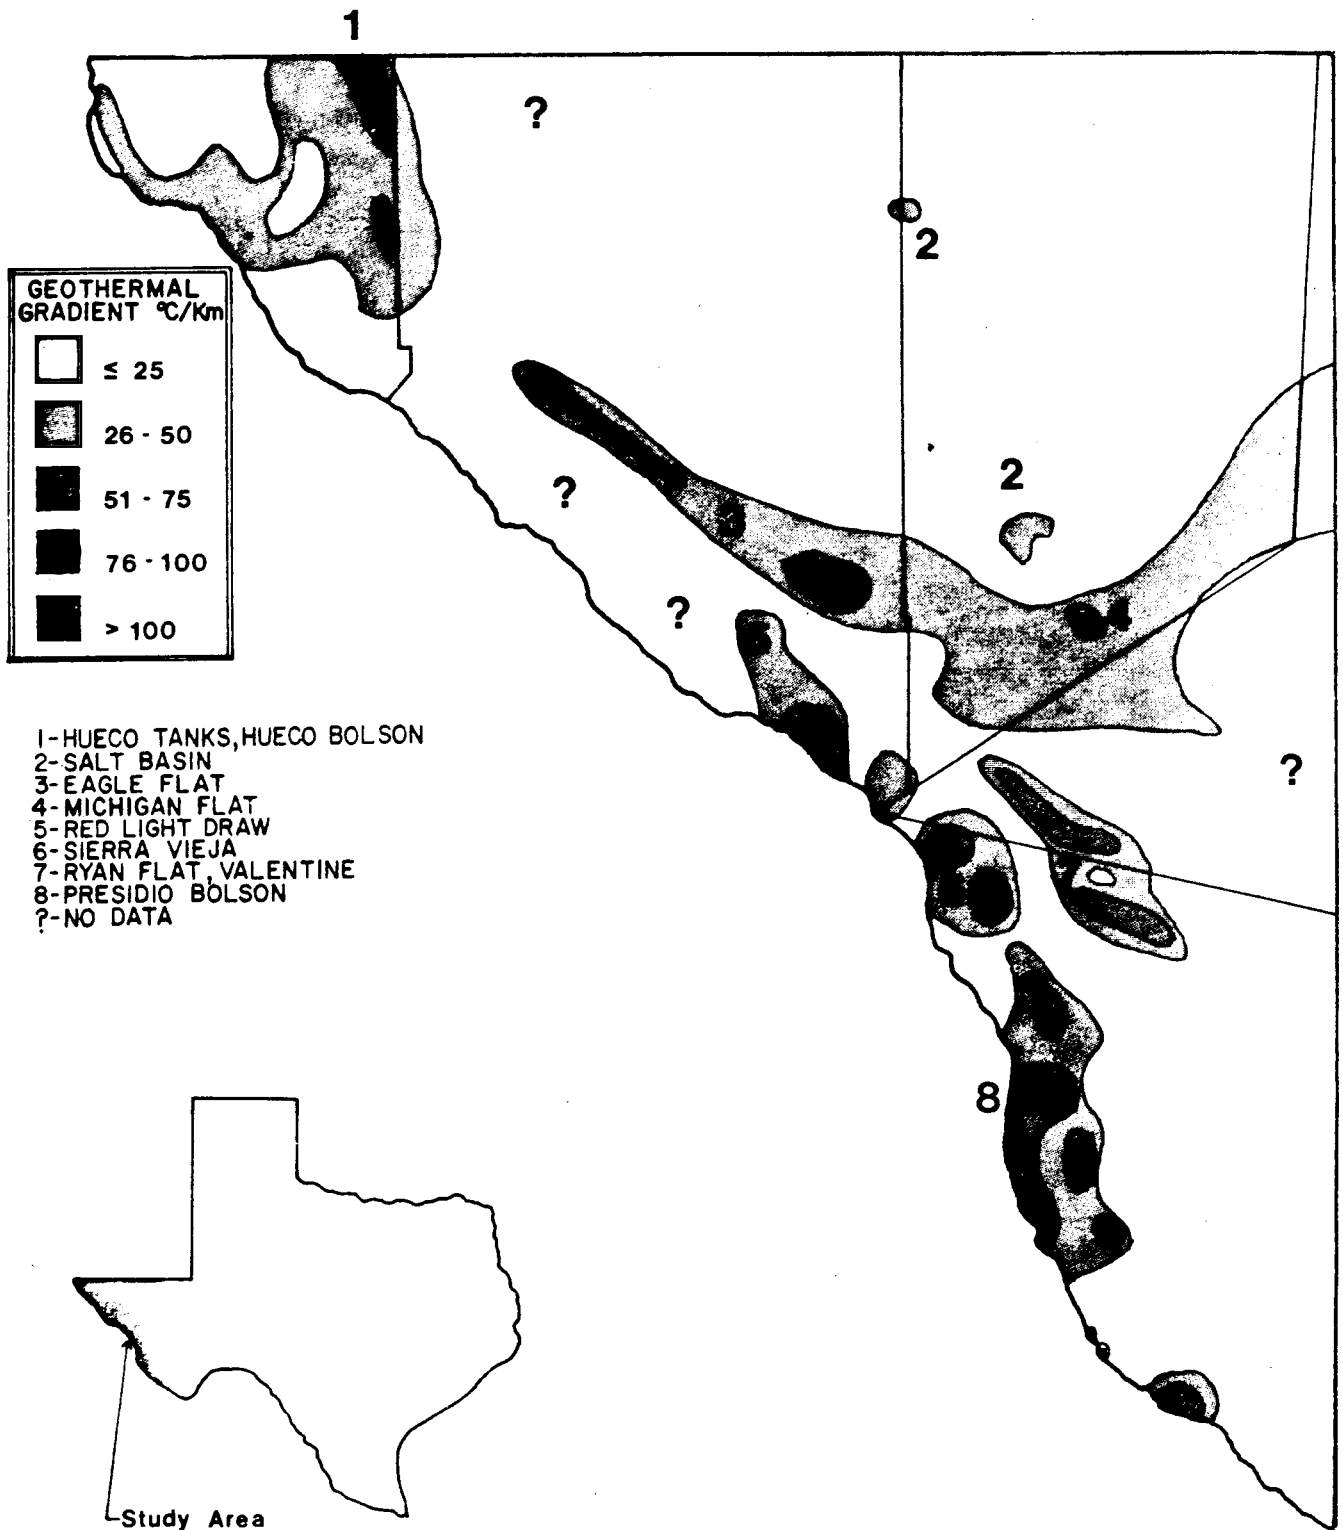 1
?
2
GEOTHERMAL
GRADIENT °C/Km
≤ 25
26 - 50
51 - 75
76 - 100
> 100
2
?
?
1-HUECO TANKS, HUECO BOLSON
2-SALT BASIN
3-EAGLE FLAT
4-MICHIGAN FLAT
5-RED LIGHT DRAW
6-SIERRA VIEJA
7-RYAN FLAT, VALENTINE
8-PRESIDIO BOLSON
?-NO DATA
?
8
Study Area